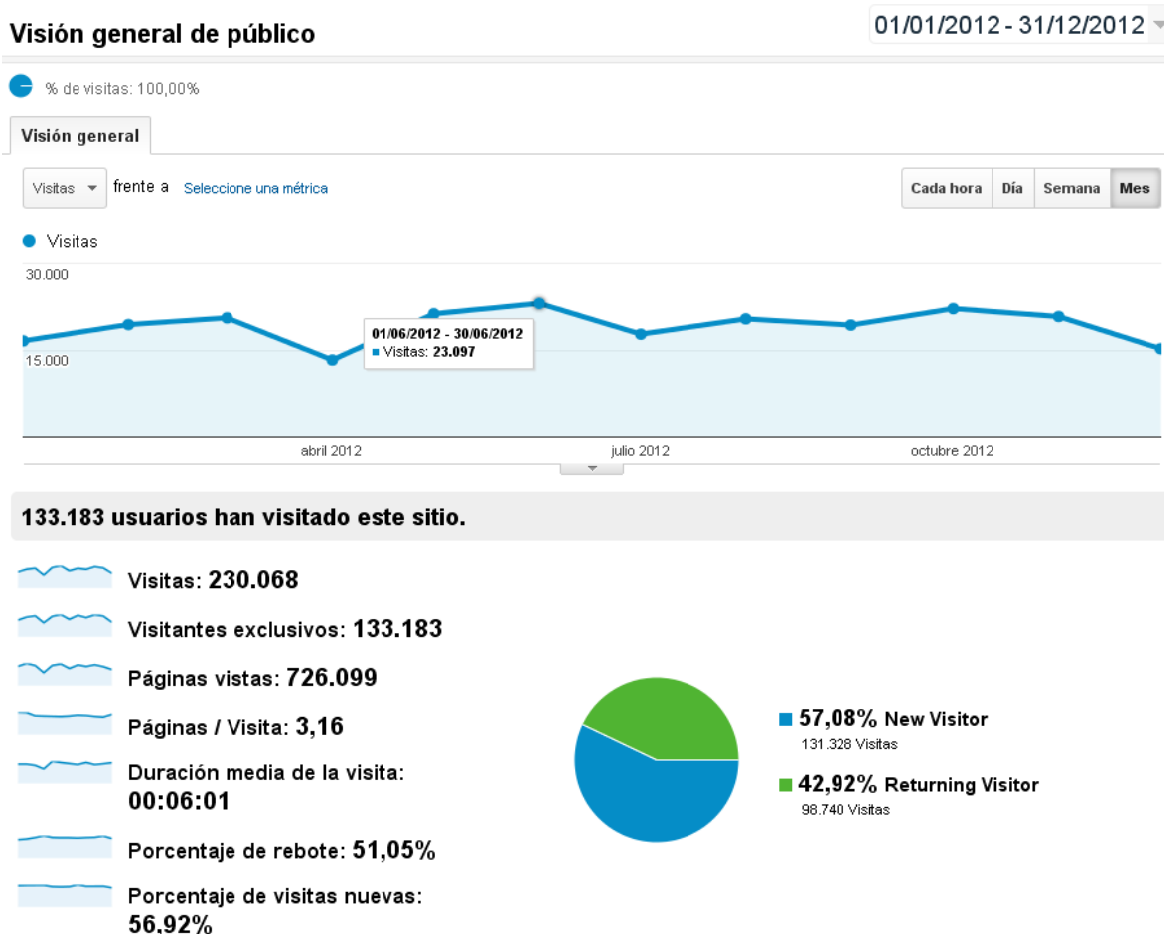 Visión general de público
01/01/2012 - 31/12/2012
% de visitas: 100,00%
Visión general
Visitas frente a Seleccione una métrica
Cada hora Día Semana Mes
Visitas
30.000
01/06/2012 - 30/06/2012
Visitas: 23.097
15.000
abril 2012 julio 2012 octubre 2012
133.183 usuarios han visitado este sitio.
Visitas: 230.068
Visitantes exclusivos: 133.183
Páginas vistas: 726.099
Páginas / Visita: 3,16
Duración media de la visita:
00:06:01
Porcentaje de rebote: 51,05%
Porcentaje de visitas nuevas:
56,92%
57,08% New Visitor
131.328 Visitas
42,92% Returning Visitor
98.740 Visitas